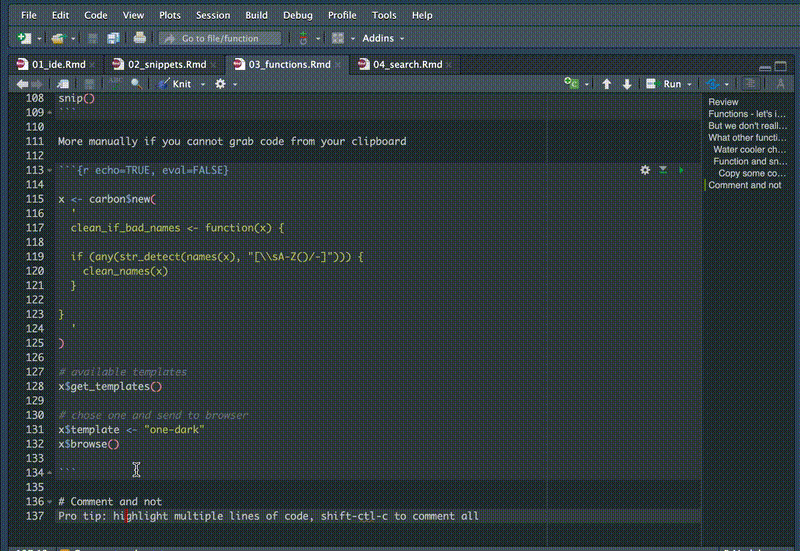 File Edit Code View Plots Session Build Debug Profile Tools Help
Go to file/function Addins
01_ide.Rmd 02_snippets.Rmd 03_functions.Rmd 04_search.Rmd
ABC Knit Run
108 snip()
109 ```
110
111 More manually if you cannot grab code from your clipboard
112
113 ```{r echo=TRUE, eval=FALSE}
114
115 x <- carbon$new(
116 '
117 clean_if_bad_names <- function(x) {
118
119 if (any(str_detect(names(x), "[\\sA-Z()/-]"))) {
120 clean_names(x)
121 }
122
123 }
124 '
125 )
126
127 # available templates
128 x$get_templates()
129
130 # chose one and send to browser
131 x$template <- "one-dark"
132 x$browse()
133
134 ```
135
136 # Comment and not
137 Pro tip: highlight multiple lines of code, shift-ctl-c to comment all
Review
Functions - let's i...
But we don't reall...
What other functi...
Water cooler ch...
Function and sn...
Copy some co...
Comment and not